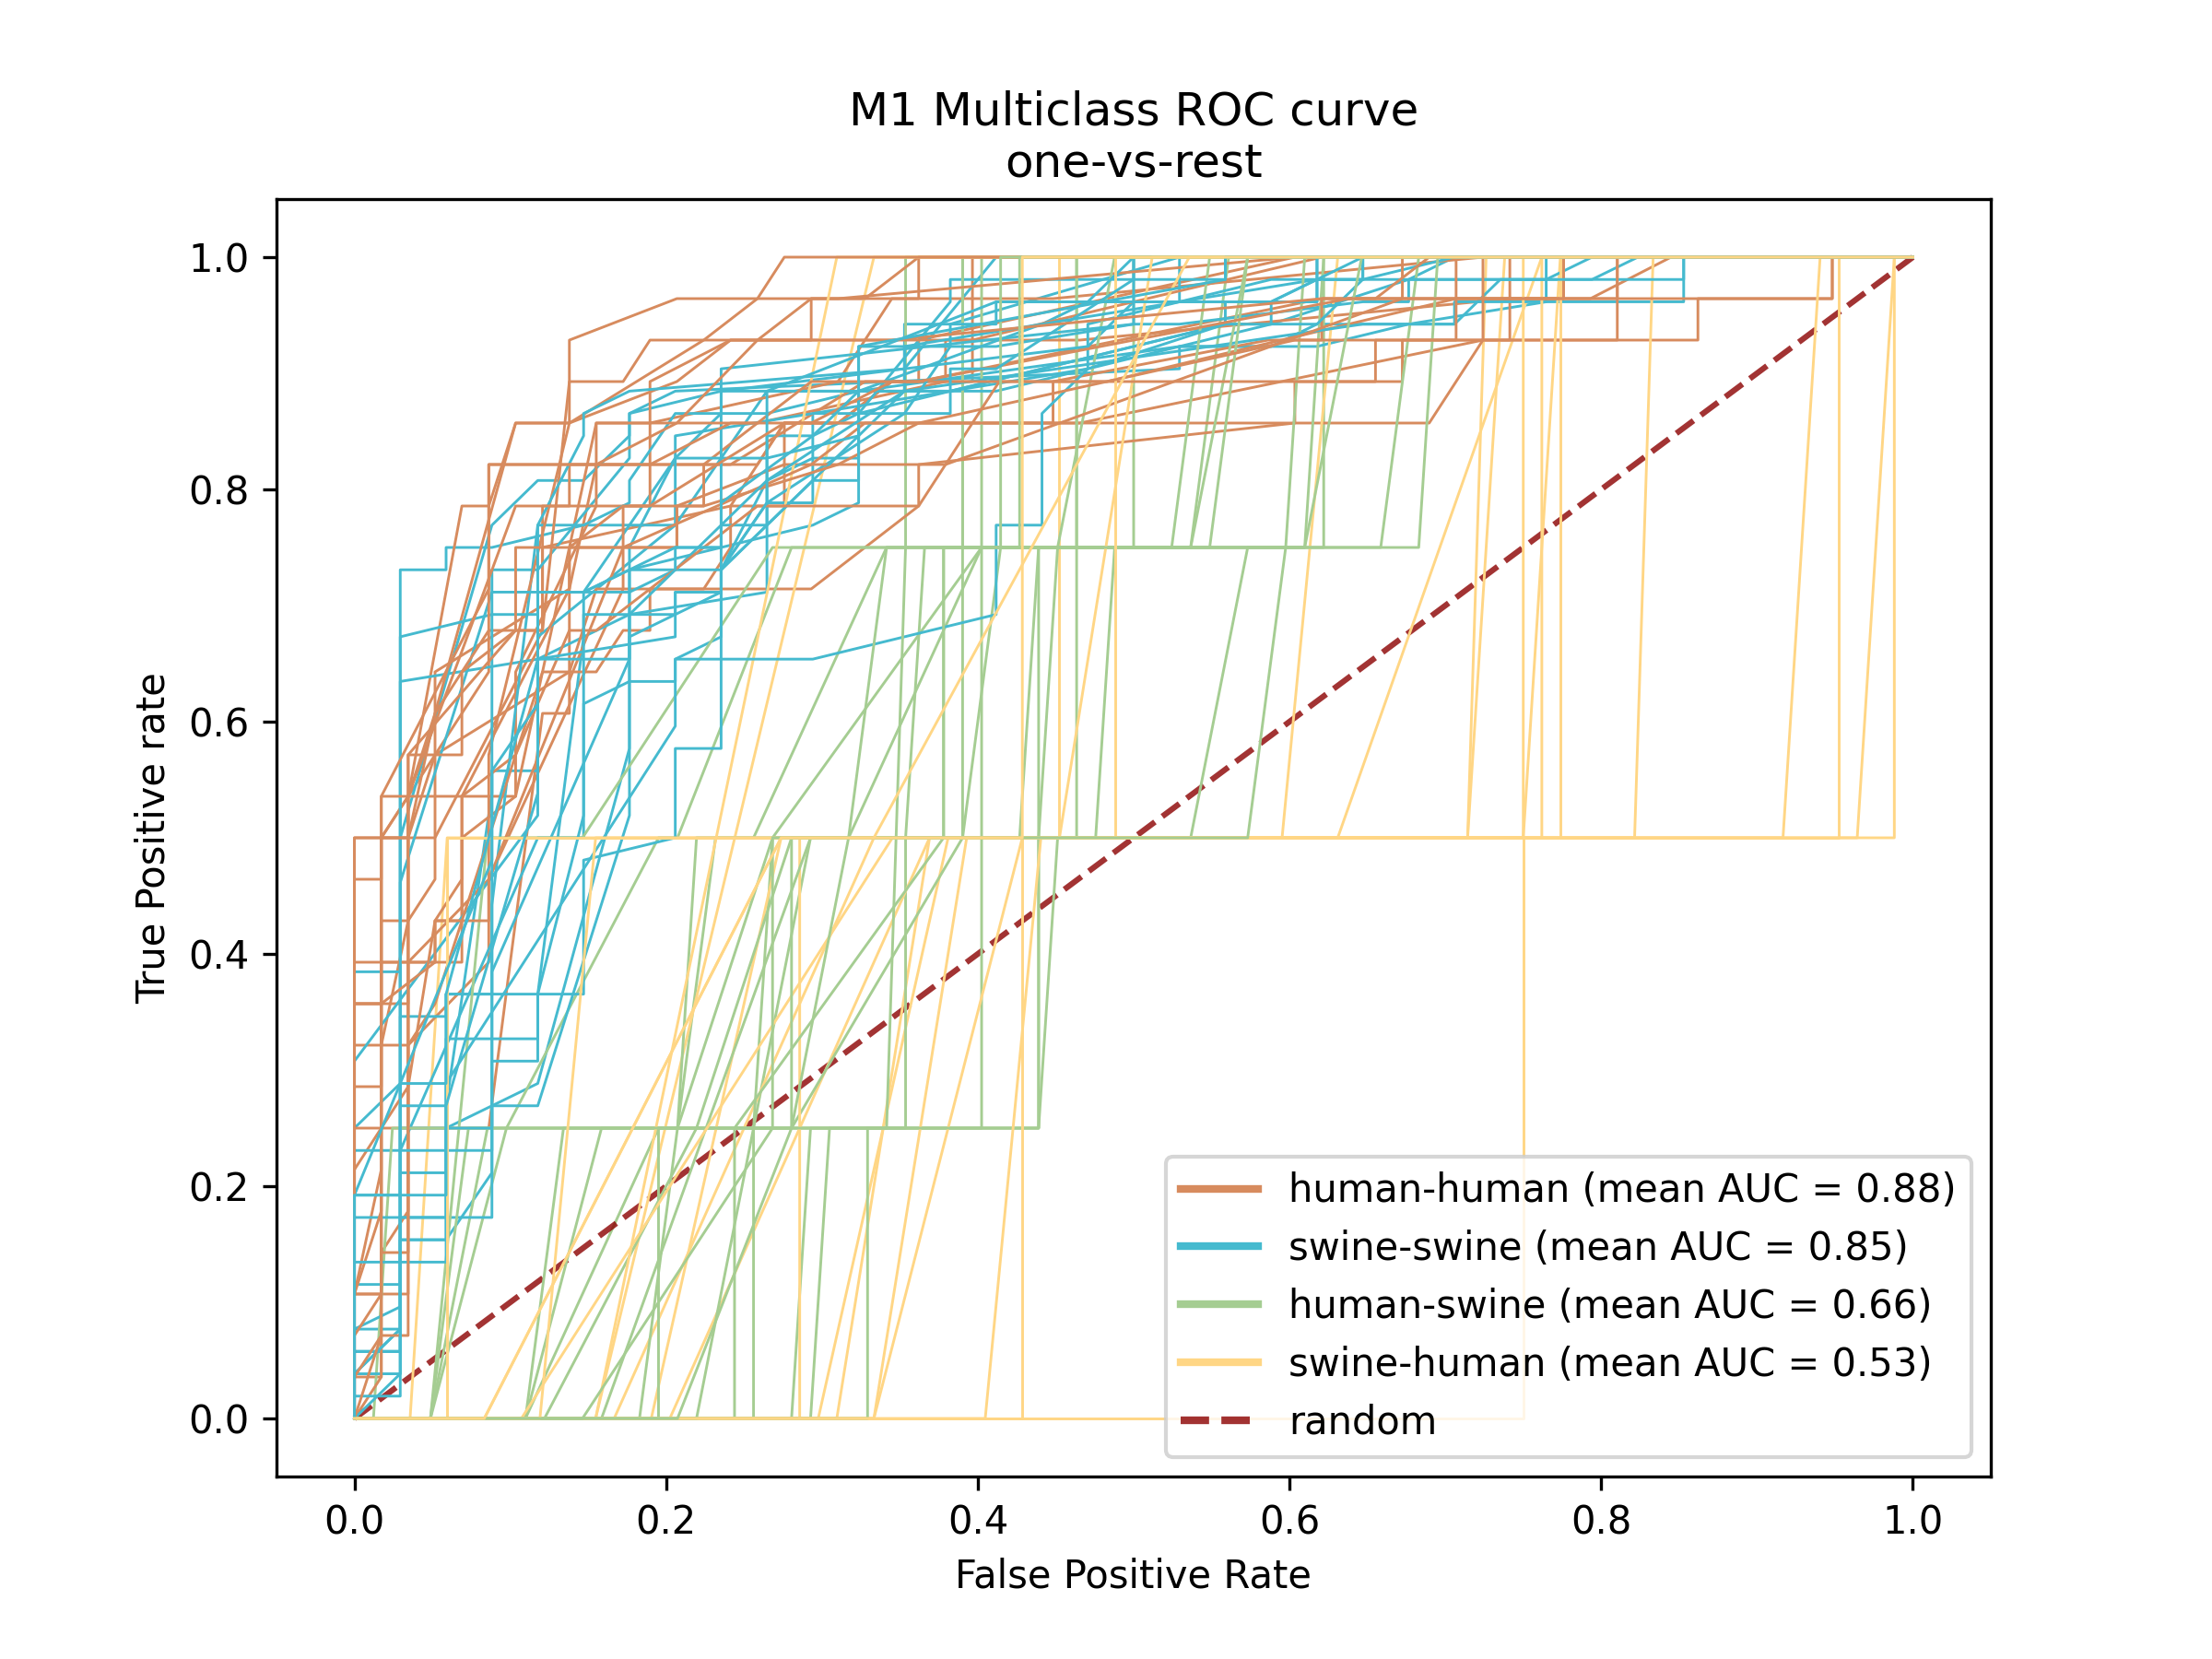 M1 Multiclass ROC curve
one-vs-rest
True Positive rate
1.0
0.8
0.6
0.4
0.2
0.0
0.0 0.2 0.4 0.6 0.8 1.0
False Positive Rate
human-human (mean AUC = 0.88)
swine-swine (mean AUC = 0.85)
human-swine (mean AUC = 0.66)
swine-human (mean AUC = 0.53)
random